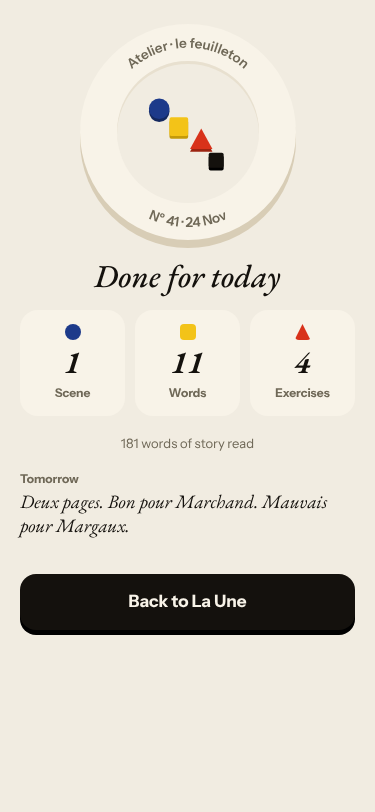 Atelier · le feuilleton
Nº 41 · 24 Nov
Done for today
1
Scene
11
Words
4
Exercises
181 words of story read
Tomorrow
Deux pages. Bon pour Marchand. Mauvais
pour Margaux.
Back to La Une